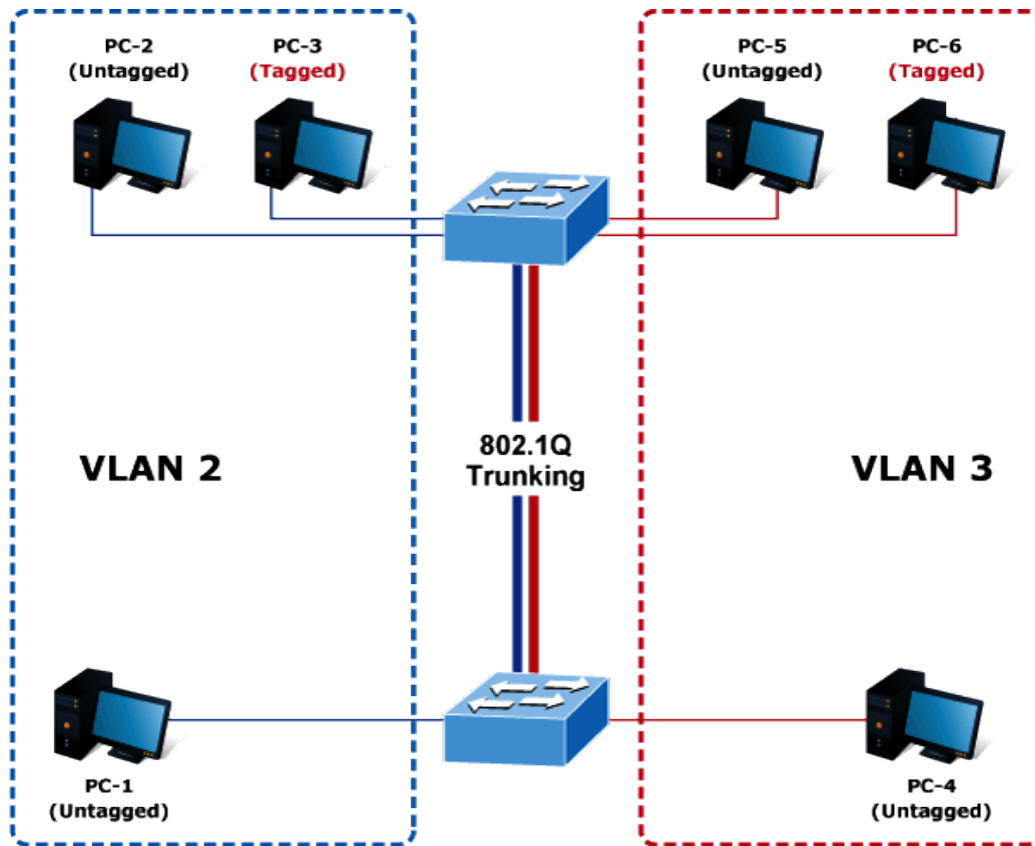 PC-2
(Untagged)
PC-3
(Tagged)
PC-5
(Untagged)
PC-6
(Tagged)
802.1Q
Trunking
VLAN 2
VLAN 3
PC-1
(Untagged)
PC-4
(Untagged)